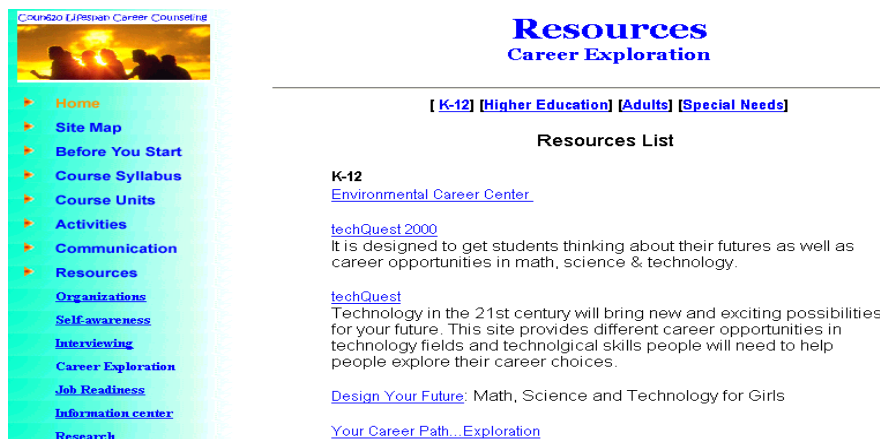 Coun620 Lifespan Career Counseling
Home
Site Map
Before You Start
Course Syllabus
Course Units
Activities
Communication
Resources
Organizations
Self-awareness
Interviewing
Career Exploration
Job Readiness
Information center
Research
Resources
Career Exploration
[ K-12] [Higher Education] [Adults] [Special Needs]
Resources List
K-12
Environmental Career Center
techQuest 2000
It is designed to get students thinking about their futures as well as
career opportunities in math, science & technology.
techQuest
Technology in the 21st century will bring new and exciting possibilities
for your future. This site provides different career opportunities in
technology fields and technolgical skills people will need to help
people explore their career choices.
Design Your Future: Math, Science and Technology for Girls
Your Career Path...Exploration